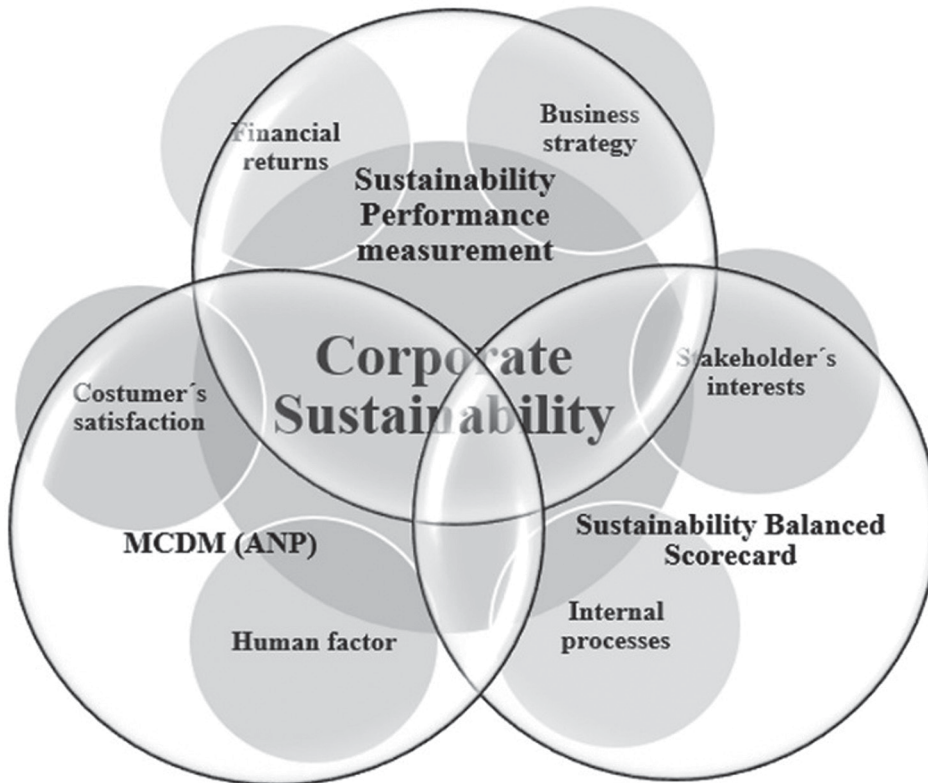 Financial
returns
Business
strategy
Sustainability
Performance
measurement
Corporate
Sustainability
Costumer´s
satisfaction
Stakeholder´s
interests
MCDM (ANP)
Sustainability Balanced
Scorecard
Human factor
Internal
processes